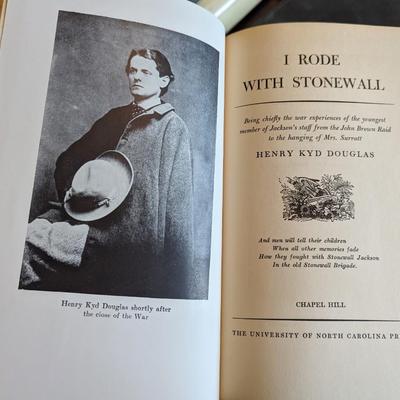 Henry Kyd Douglas shortly after
the close of the War
I RODE
WITH STONEWALL
Being chiefly the war experiences of the youngest
member of Jackson's staff from the John Brown Raid
to the hanging of Mrs. Surratt
HENRY KYD DOUGLAS
And men will tell their children
When all other memories fade
How they fought with Stonewall Jackson
In the old Stonewall Brigade.
CHAPEL HILL
THE UNIVERSITY OF NORTH CAROLINA PR